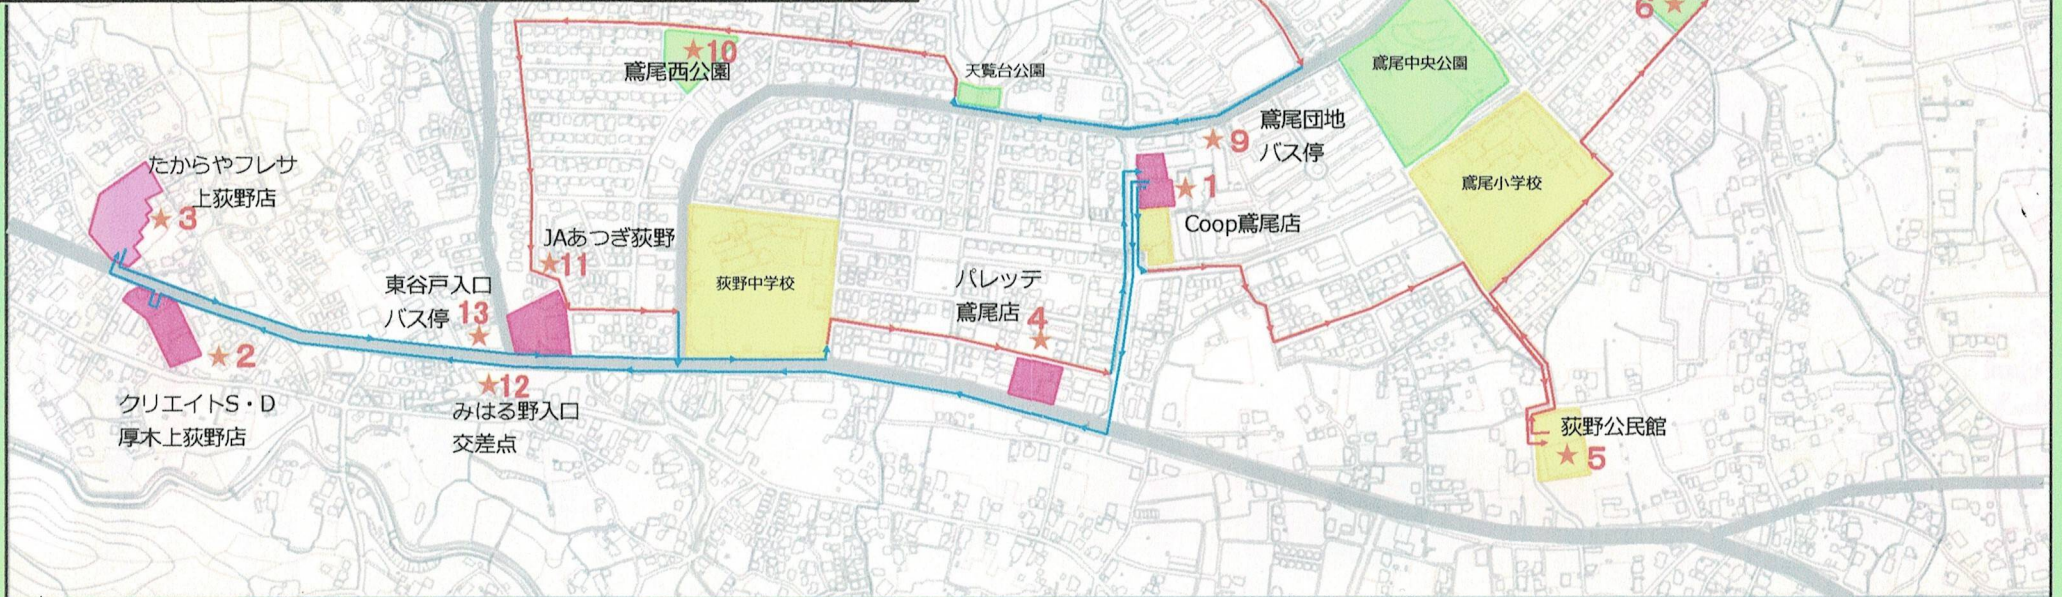 6
10
鳶尾西公園
天覧台公園
鳶尾中央公園
鳶尾団地
バス停
9
たからやフレサ
上荻野店
3
1
鳶尾小学校
Coop鳶尾店
JAあつぎ荻野
11
東谷戸入口
バス停
13
荻野中学校
パレッテ
鳶尾店
4
2
12
クリエイトS・D
厚木上荻野店
みはる野入口
交差点
荻野公民館
5